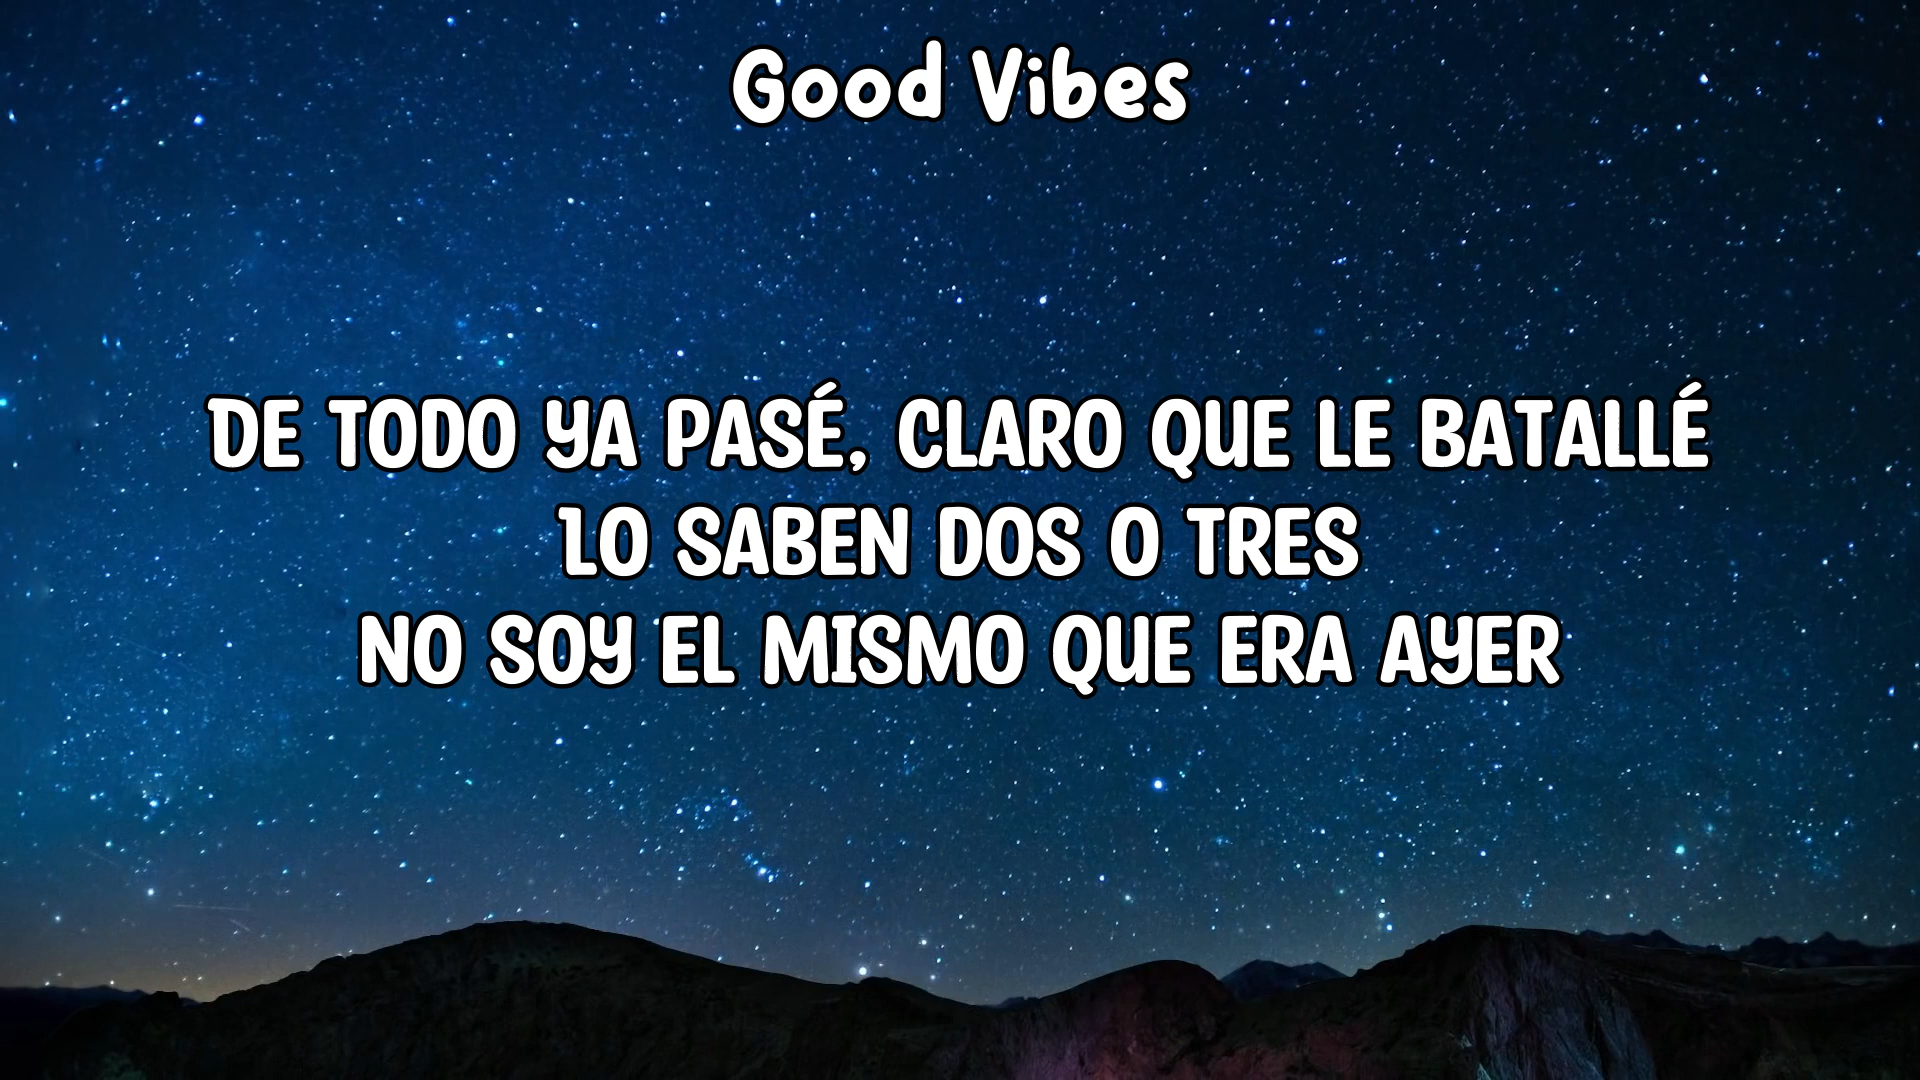 Good Vibes
DE TODO YA PASÉ, CLARO QUE LE BATALLÉ
LO SABEN DOS O TRES
NO SOY EL MISMO QUE ERA AYER